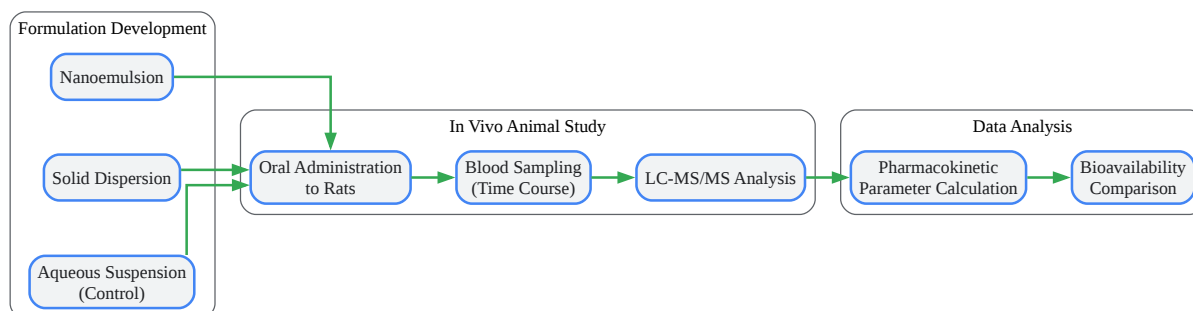 Formulation Development
Nanoemulsion
Solid Dispersion
Aqueous Suspension
(Control)
In Vivo Animal Study
Oral Administration
to Rats
Blood Sampling
(Time Course)
LC-MS/MS Analysis
Data Analysis
Pharmacokinetic
Parameter Calculation
Bioavailability
Comparison